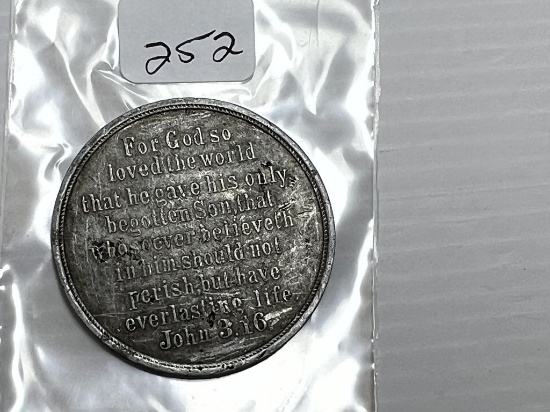 252
For God so
loved the world
that he gave his only
begotten Son, that
whosoever believeth
in him should not
perish, but have
everlasting life.
John 3.16